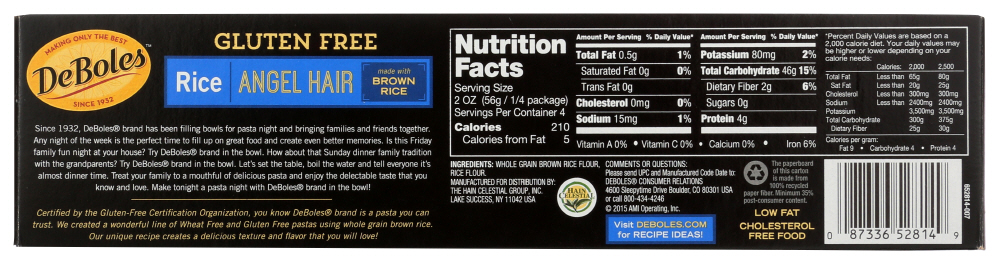 MAKING ONLY THE BEST
DeBoles™
SINCE 1932
GLUTEN FREE
Rice
ANGEL HAIR
made with
BROWN
RICE
Since 1932, DeBoles® brand has been filling bowls for pasta night and bringing families and friends together.
Any night of the week is the perfect time to fill up on great food and create even better memories. Is this Friday
family fun night at your house? Try DeBoles® brand in the bowl. How about that Sunday dinner family tradition
with the grandparents? Try DeBoles® brand in the bowl. Let's set the table, boil the water and tell everyone it's
almost dinner time. Treat your family to a mouthful of delicious pasta and enjoy the delectable taste that you
know and love. Make tonight a pasta night with DeBoles® brand in the bowl!
Certified by the Gluten-Free Certification Organization, you know DeBoles® brand is a pasta you can
trust. We created a wonderful line of Wheat Free and Gluten Free pastas using whole grain brown rice.
Our unique recipe creates a delicious texture and flavor that you will love!
Nutrition
Facts
Serving Size
2 OZ (56g / 1/4 package)
Servings Per Container 4
Calories 210
Calories from Fat 5
Amount Per Serving % Daily Value*
Total Fat 0.5g 1%
Saturated Fat 0g 0%
Trans Fat 0g
Cholesterol 0mg 0%
Sodium 15mg 1%
Amount Per Serving % Daily Value*
Potassium 80mg 2%
Total Carbohydrate 46g 15%
Dietary Fiber 2g 6%
Sugars 0g
Protein 4g
Vitamin A 0% • Vitamin C 0% • Calcium 0% • Iron 6%
*Percent Daily Values are based on a
2,000 calorie diet. Your daily values may
be higher or lower depending on your
calorie needs:
Calories: 2,000 2,500
Total Fat Less than 65g 80g
Sat Fat Less than 20g 25g
Cholesterol Less than 300mg 300mg
Sodium Less than 2400mg 2400mg
Potassium 3,500mg 3,500mg
Total Carbohydrate 300g 375g
Dietary Fiber 25g 30g
Calories per gram:
Fat 9 • Carbohydrate 4 • Protein 4
INGREDIENTS: WHOLE GRAIN BROWN RICE FLOUR,
RICE FLOUR.
MANUFACTURED FOR DISTRIBUTION BY:
THE HAIN CELESTIAL GROUP, INC.
LAKE SUCCESS, NY 11042 USA
HAIN
CELESTIAL
COMMENTS OR QUESTIONS:
Please send UPC and Manufactured Code Date to:
DEBOLES® CONSUMER RELATIONS
4600 Sleepytime Drive Boulder, CO 80301 USA
or call 800-434-4246
© 2015 AMI Operating, Inc.
Visit DEBOLES.COM
for RECIPE IDEAS!
The paperboard
of this carton
is made from
100% recycled
paper fiber. Minimum 35%
post-consumer content.
LOW FAT
CHOLESTEROL
FREE FOOD
652814-007
0 87336 52814 9